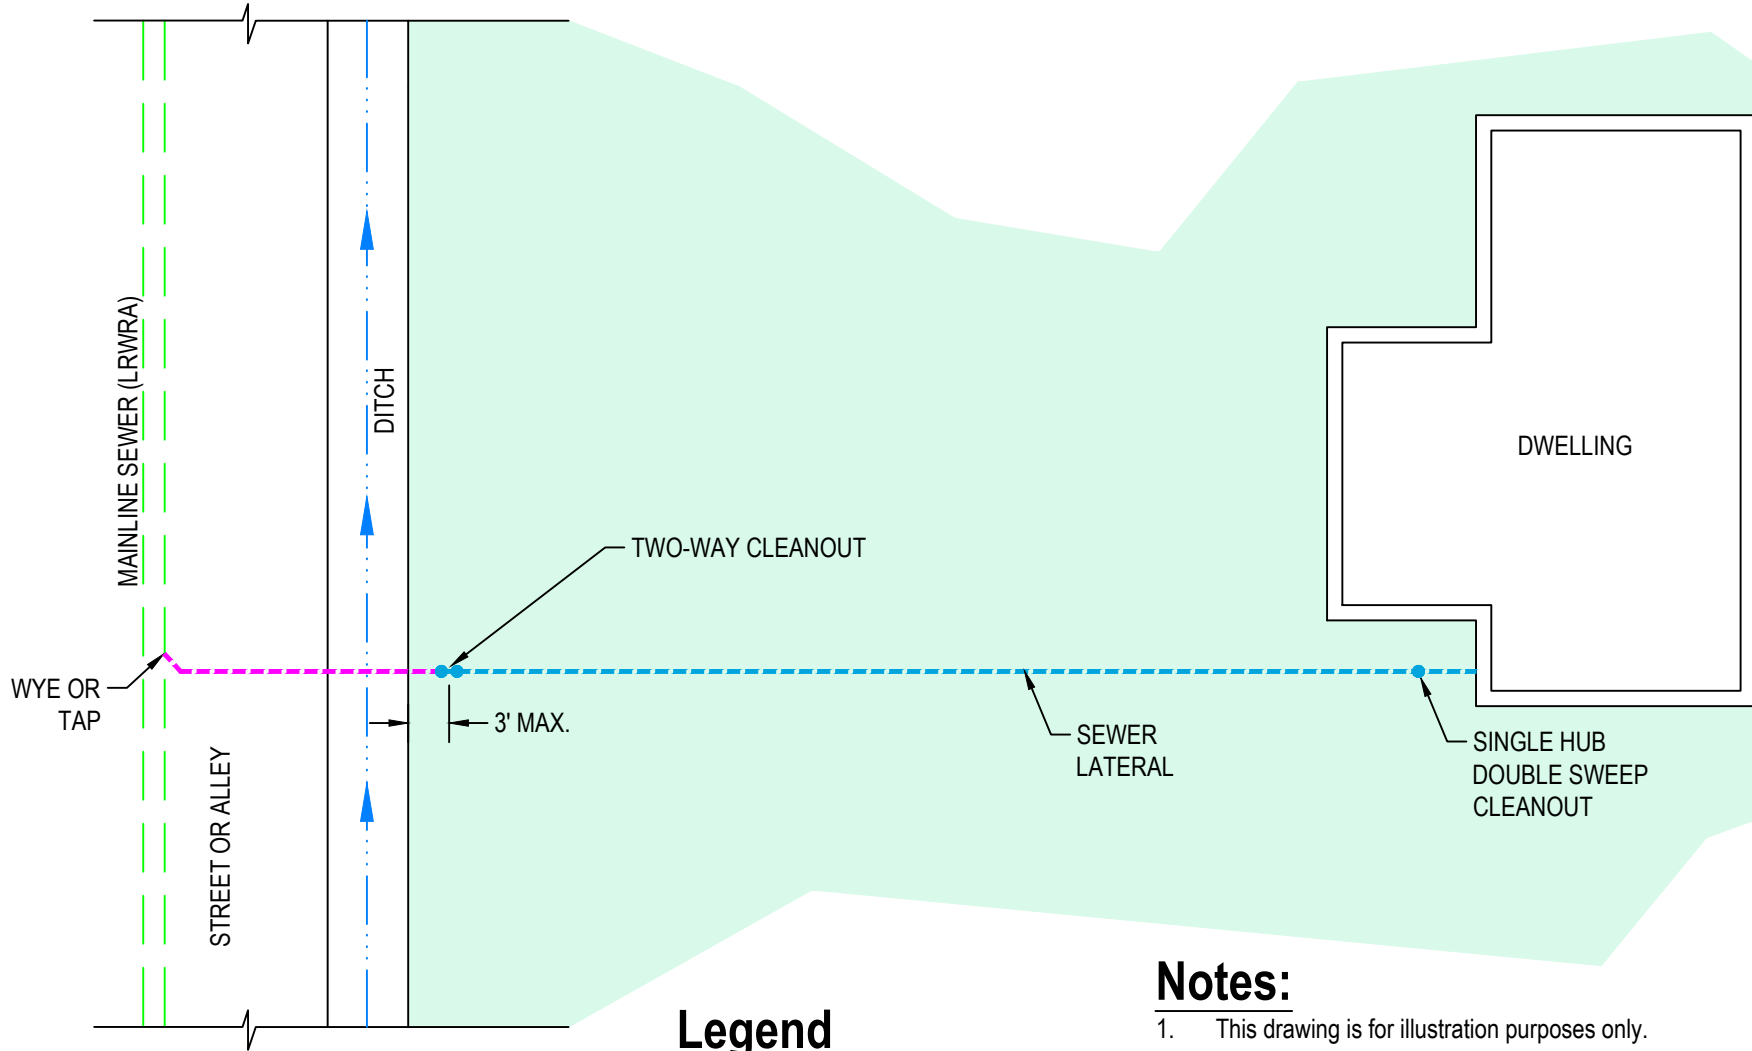 MAINLINE SEWER (LRWRA)
DITCH
DWELLING
TWO-WAY CLEANOUT
WYE OR
TAP
3' MAX.
SEWER
LATERAL
SINGLE HUB
DOUBLE SWEEP
CLEANOUT
STREET OR ALLEY
Legend
Notes:
1. This drawing is for illustration purposes only.